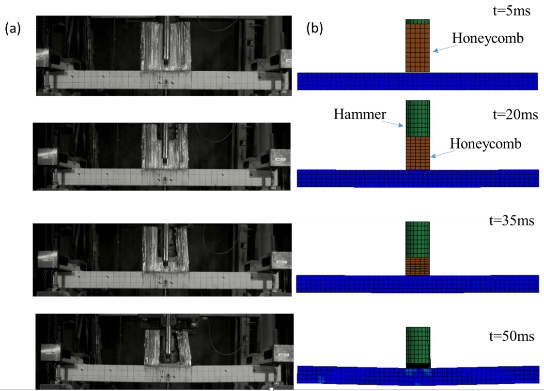 (a)
(b)
t=5ms
Honeycomb
t=20ms
Hammer
Honeycomb
t=35ms
t=50ms